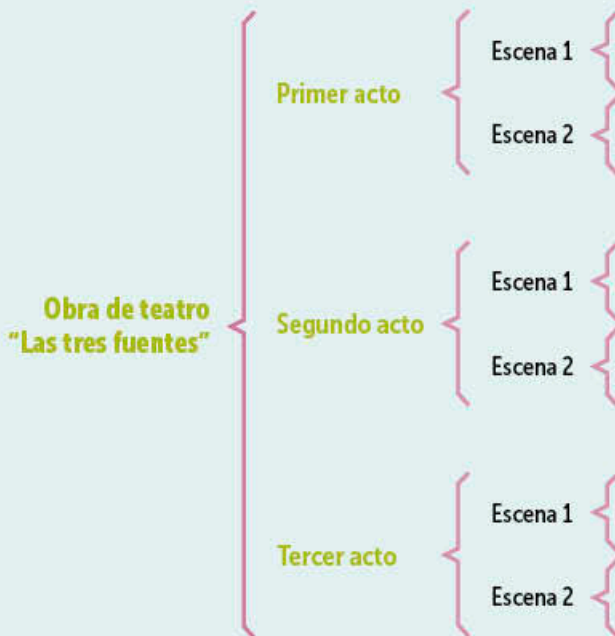 Obra de teatro
"Las tres fuentes"
Primer acto
Escena 1
Escena 2
Segundo acto
Escena 1
Escena 2
Tercer acto
Escena 1
Escena 2